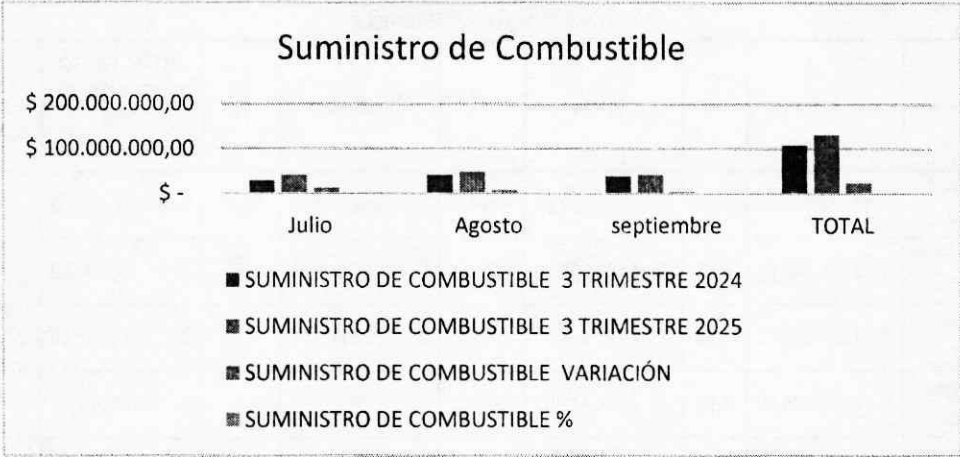 Suministro de Combustible
$ 200.000.000,00
$ 100.000.000,00
$ -
Julio Agosto septiembre TOTAL
SUMINISTRO DE COMBUSTIBLE 3 TRIMESTRE 2024
SUMINISTRO DE COMBUSTIBLE 3 TRIMESTRE 2025
SUMINISTRO DE COMBUSTIBLE VARIACIÓN
SUMINISTRO DE COMBUSTIBLE %